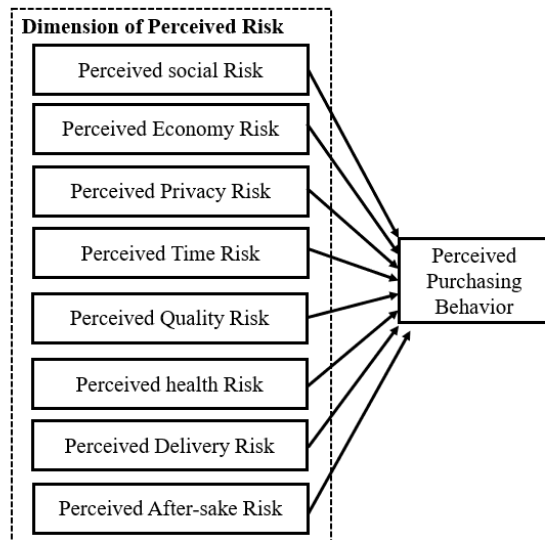 Dimension of Perceived Risk
Perceived social Risk
Perceived Economy Risk
Perceived Privacy Risk
Perceived Time Risk
Perceived Quality Risk
Perceived health Risk
Perceived Delivery Risk
Perceived After-sake Risk
Perceived
Purchasing
Behavior